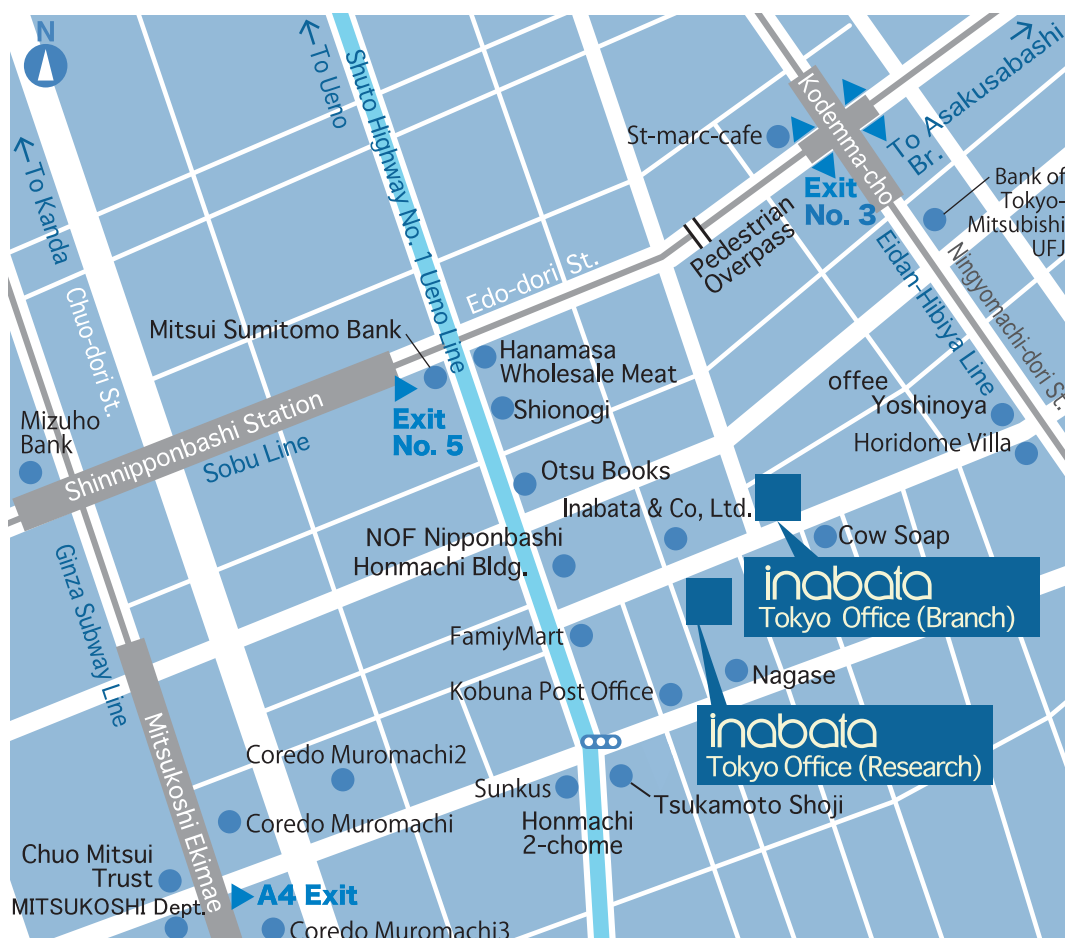 N
To Ueno
Shuto Highway No. 1 Ueno Line
Kodemma-cho
To Asakusabashi
Br.
St-marc-cafe
To Kanda
Exit
No. 3
Bank of
Tokyo-
Mitsubishi
UFJ
Pedestrian
Overpass
Edo-dori St.
Eidan-Hibiya Line
Ningyomachi-dori St.
Chuo-dori St.
Mitsui Sumitomo Bank
Hanamasa
Wholesale Meat
Shionogi
offee
Yoshinoya
Horidome Villa
Mizuho
Bank
Shinnipponbashi Station
Sobu Line
Exit
No. 5
Otsu Books
Inabata & Co, Ltd.
NOF Nipponbashi
Honmachi Bldg.
Cow Soap
inabata
Tokyo Office (Branch)
Ginza Subway Line
FamiyMart
Kobuna Post Office
Nagase
inabata
Tokyo Office (Research)
Mitsukoshi Ekimae
Coredo Muromachi2
Sunkus
Tsukamoto Shoji
Coredo Muromachi
Honmachi
2-chome
Chuo Mitsui
Trust
A4 Exit
MITSUKOSHI Dept.
Coredo Muromachi3